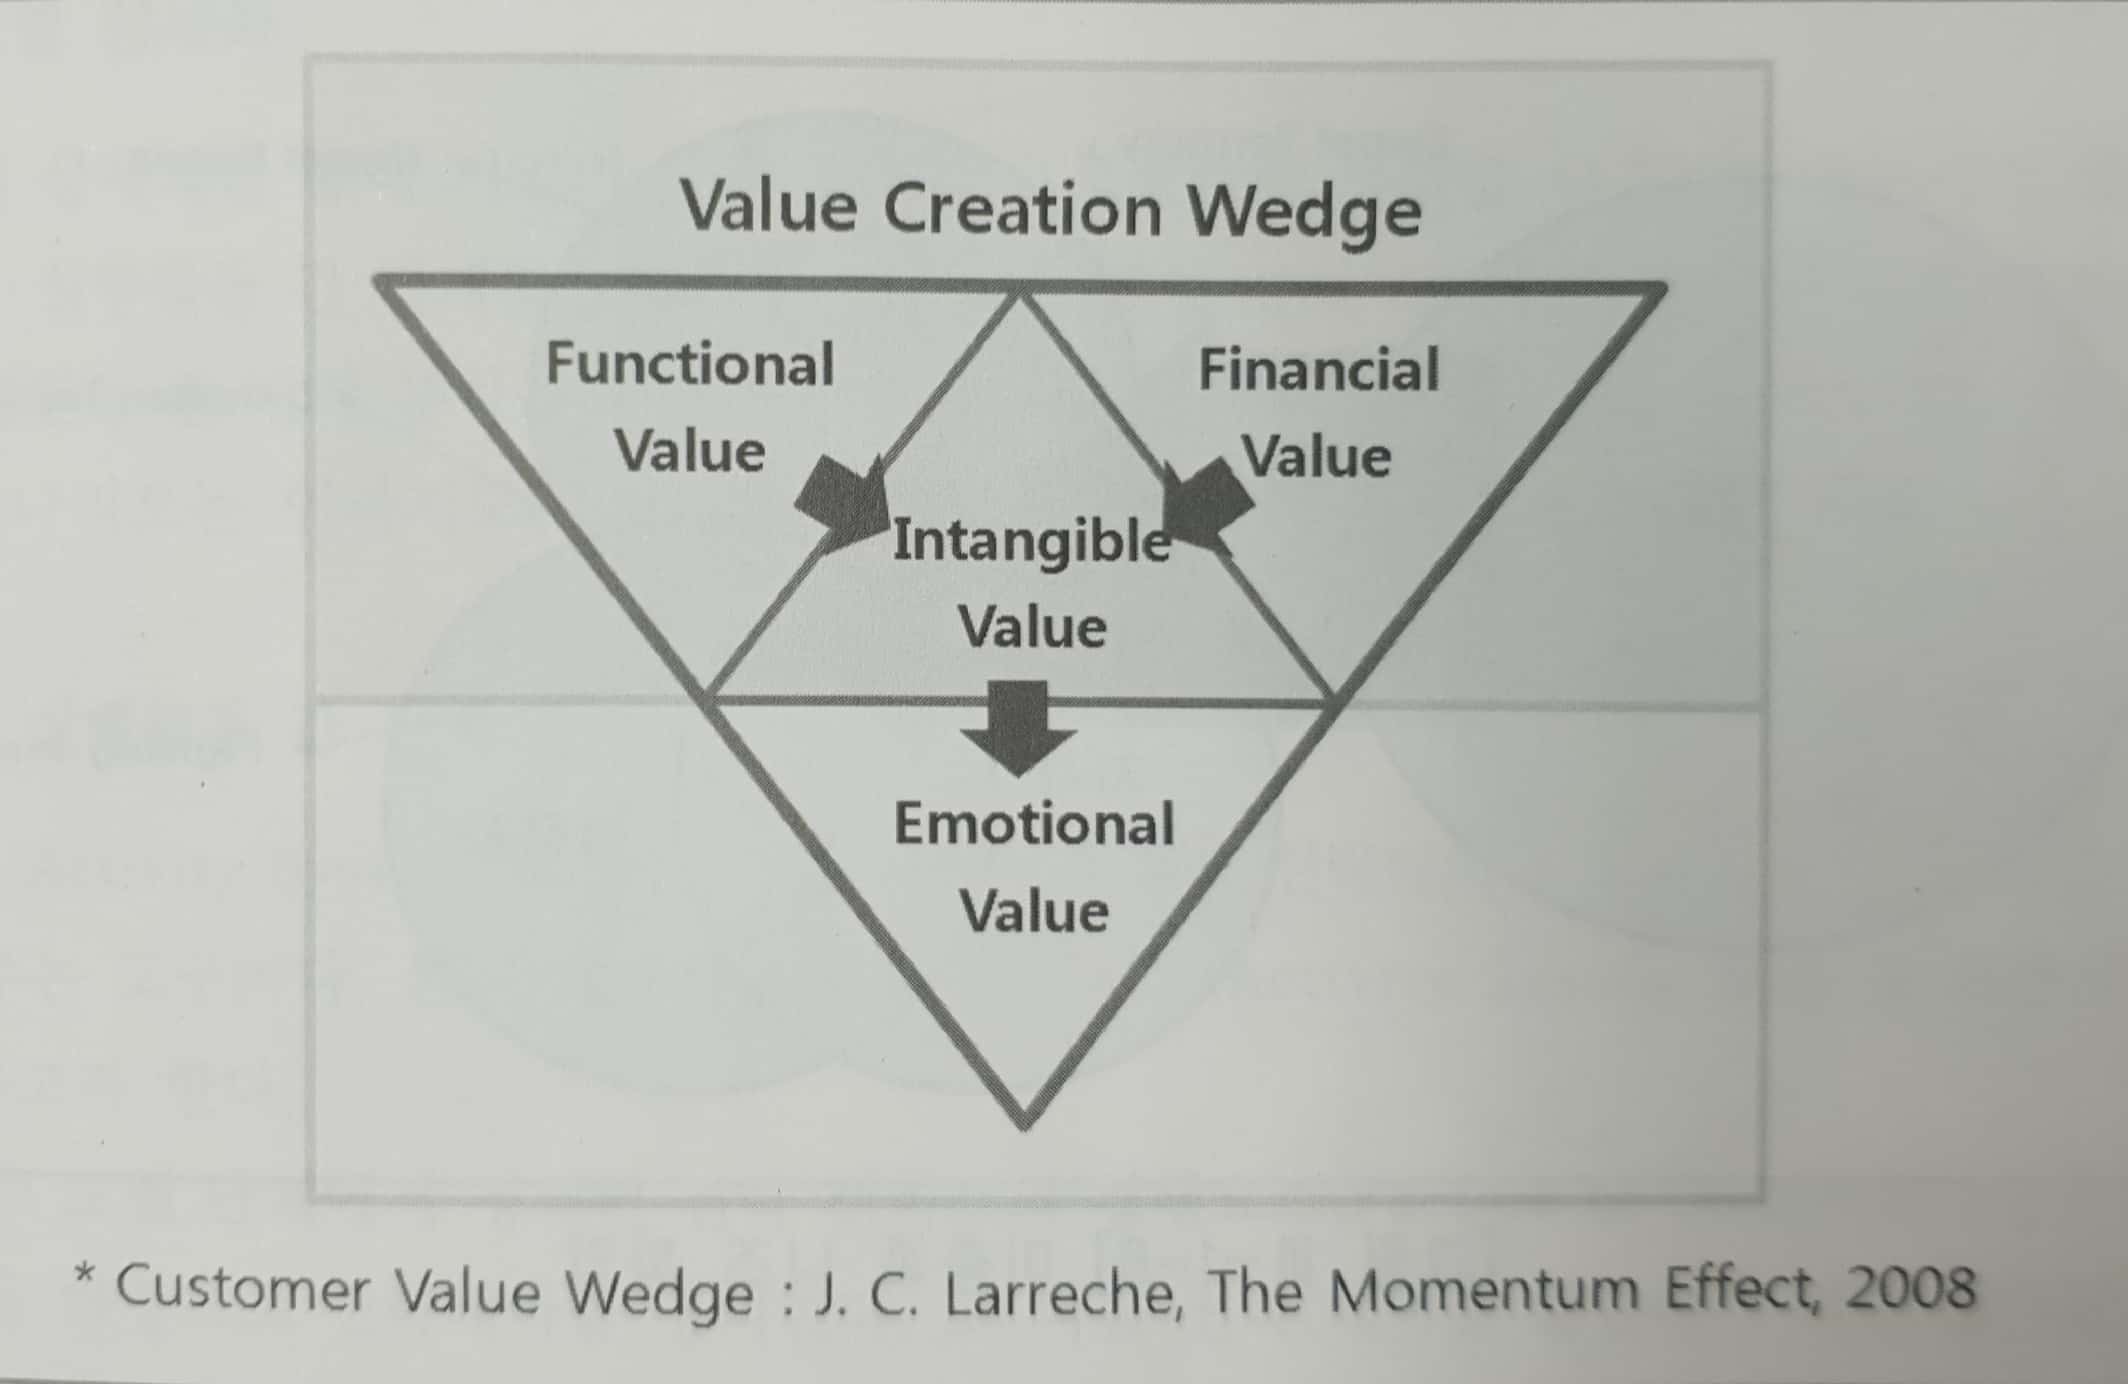 Value Creation Wedge
Functional
Value
Financial
Value
Intangible
Value
Emotional
Value
* Customer Value Wedge : J. C. Larreche, The Momentum Effect, 2008